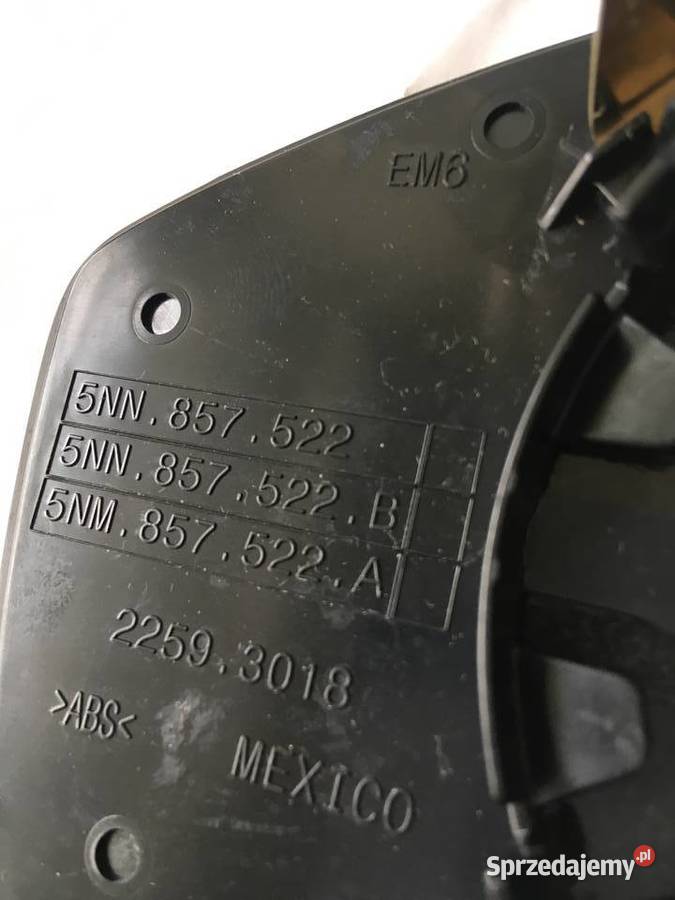 EM6
5NN.857.522
5NN.857.522.B
5NM.857.522.A
2259.3018
>ABS<
MEXICO
Sprzedajemy.pl